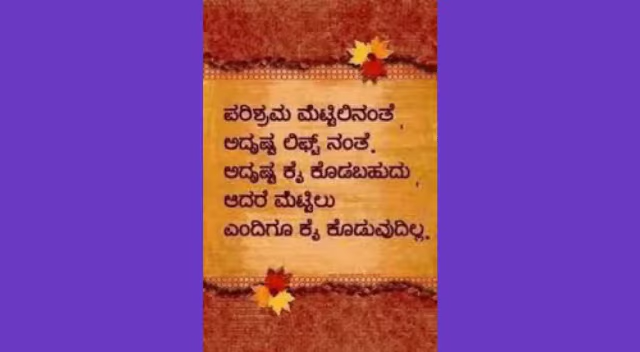 ಪರಿಶ್ರಮ ಮೆಟ್ಟಿಲಿನಂತೆ,
ಅದೃಷ್ಟ ಲಿಫ್ಟ್ ನಂತೆ.
ಅದೃಷ್ಟ ಕೈ ಕೊಡಬಹುದು,
ಆದರೆ ಮೆಟ್ಟಿಲು
ಎಂದಿಗೂ ಕೈ ಕೊಡುವುದಿಲ್ಲ.